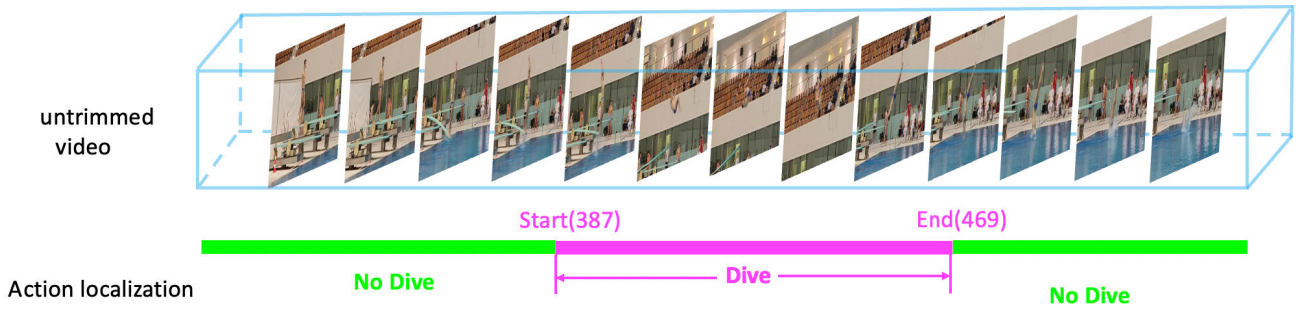 untrimmed
video
Start(387)
End(469)
No Dive
Dive
No Dive
Action localization